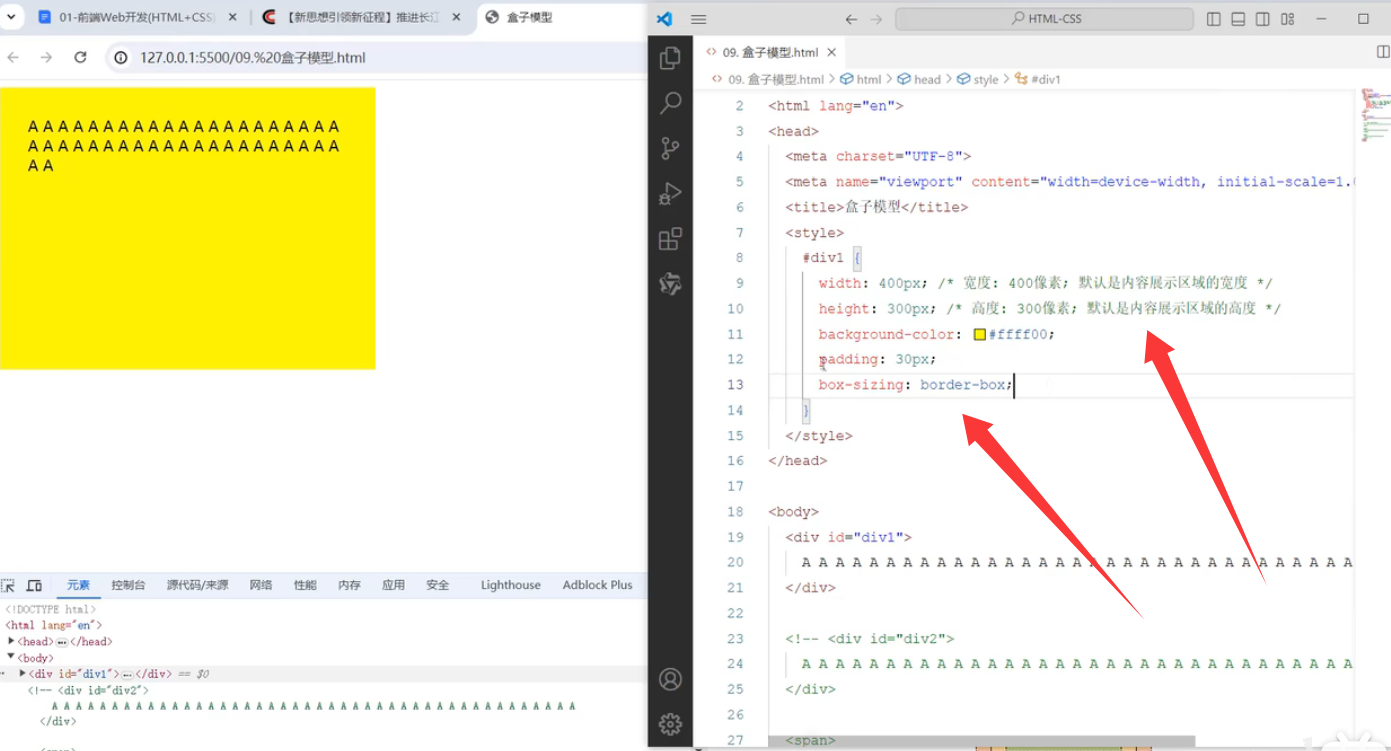 01-前端Web开发(HTML+CSS
【新思想引领新征程】推进长江
盒子模型
127.0.0.1:5500/09.%20盒子模型.html
A A A A A A A A A A A A A A A A A A A A A
A A A A A A A A A A A A A A A A A A A A A
A A
元素 控制台 源代码/来源 网络 性能 内存 应用 安全 Lighthouse Adblock Plus
<!DOCTYPE html>
<html lang="en">
<head> </head>
<body>
<div id="div1"> </div> == $0
<!-- <div id="div2">
A A A A A A A A A A A A A A A A A A A A A A A A A A A A A A A A A A A A A A A A A A A A
</div>
HTML-CSS
09. 盒子模型.html
09. 盒子模型.html > html > head > style > #div1
2 <html lang="en">
3 <head>
4 <meta charset="UTF-8">
5 <meta name="viewport" content="width=device-width, initial-scale=1.0
6 <title>盒子模型</title>
7 <style>
8 #div1 {
9 width: 400px; /* 宽度: 400像素; 默认是内容展示区域的宽度 */
10 height: 300px; /* 高度: 300像素; 默认是内容展示区域的高度 */
11 background-color: #ffff00;
12 padding: 30px;
13 box-sizing: border-box;
14 }
15 </style>
16 </head>
17
18 <body>
19 <div id="div1">
20 A A A A A A A A A A A A A A A A A A A A A A A A A A A A A A A A A
21 </div>
22
23 <!-- <div id="div2">
24 A A A A A A A A A A A A A A A A A A A A A A A A A A A A A A A A A
25 </div>
26
27 <span>